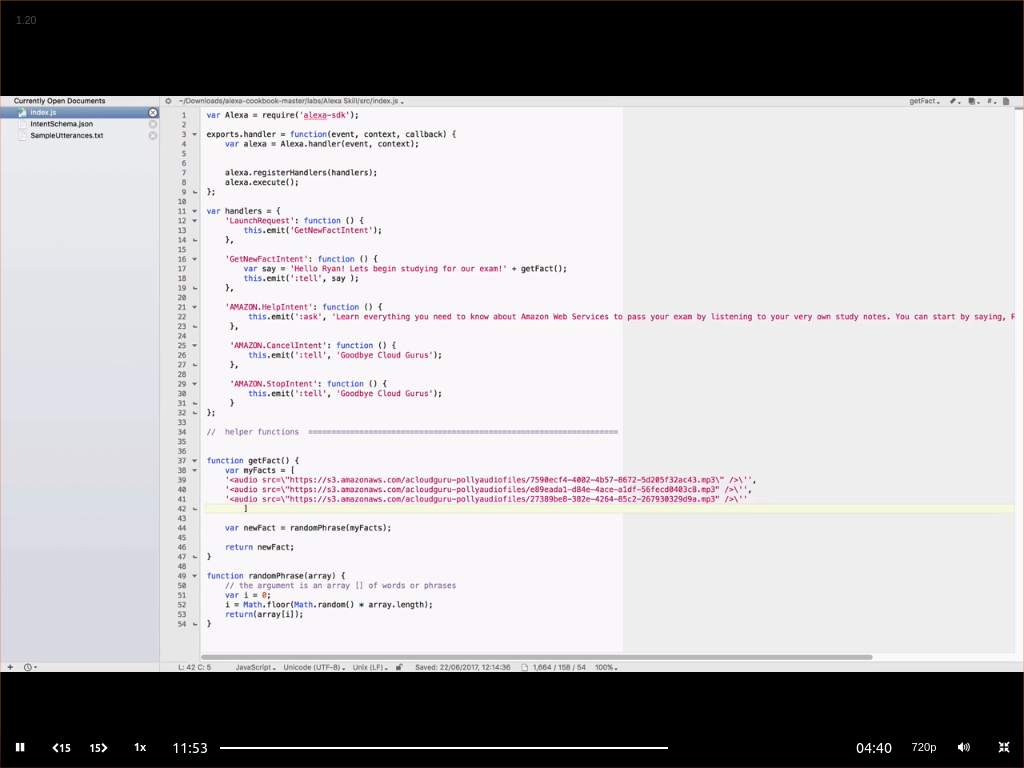 1.20
Currently Open Documents
~/Downloads/alexa-cookbook-master/labs/Alexa Skill/src/index.js
getFact
index.js
IntentSchema.json
SampleUtterances.txt
1 var Alexa = require('alexa-sdk');
2
3 exports.handler = function(event, context, callback) {
4 var alexa = Alexa.handler(event, context);
5
6
7 alexa.registerHandlers(handlers);
8 alexa.execute();
9 };
10
11 var handlers = {
12 'LaunchRequest': function () {
13 this.emit('GetNewFactIntent');
14 },
15
16 'GetNewFactIntent': function () {
17 var say = 'Hello Ryan! Lets begin studying for our exam!' + getFact();
18 this.emit(':tell', say );
19 },
20
21 'AMAZON.HelpIntent': function () {
22 this.emit(':ask', 'Learn everything you need to know about Amazon Web Services to pass your exam by listening to your very own study notes. You can start by saying,
23 },
24
25 'AMAZON.CancelIntent': function () {
26 this.emit(':tell', 'Goodbye Cloud Gurus');
27 },
28
29 'AMAZON.StopIntent': function () {
30 this.emit(':tell', 'Goodbye Cloud Gurus');
31 }
32 };
33
34 // helper functions ====================================================================
35
36
37 function getFact() {
38 var myFacts = [
39 '<audio src=\"https://s3.amazonaws.com/acloudguru-pollyaudiofiles/7590ecf4-4002-4b57-8672-5d205f32ac43.mp3\" />\'',
40 '<audio src=\"https://s3.amazonaws.com/acloudguru-pollyaudiofiles/e89eada1-d84e-4ace-a1df-56fecd0403c8.mp3" />\'',
41 '<audio src=\"https://s3.amazonaws.com/acloudguru-pollyaudiofiles/27389be8-382e-4264-85c2-26793032​9d9a.mp3" />\''
42 ]
43
44 var newFact = randomPhrase(myFacts);
45
46 return newFact;
47 }
48
49 function randomPhrase(array) {
50 // the argument is an array [] of words or phrases
51 var i = 0;
52 i = Math.floor(Math.random() * array.length);
53 return(array[i]);
54 }
L: 42 C: 5 JavaScript Unicode (UTF-8) Unix (LF) Saved: 22/06/2017, 12:14:36 1,664 / 158 / 54 100%
15 15 1x 11:53 04:40 720p